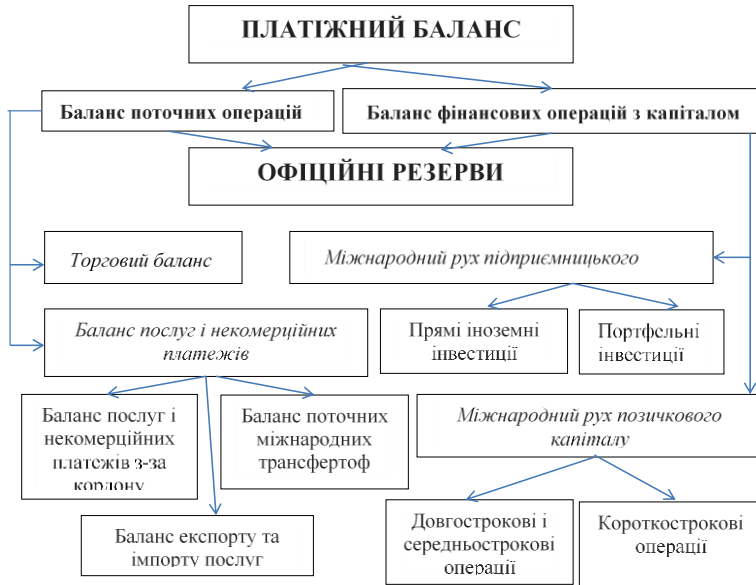 ПЛАТІЖНИЙ БАЛАНС
Баланс поточних операцій
Баланс фінансових операцій з капіталом
ОФІЦІЙНІ РЕЗЕРВИ
Торговий баланс
Міжнародний рух підприємницького
Баланс послуг і некомерційних
платежів
Прямі іноземні
інвестиції
Портфельні
інвестиції
Баланс послуг і
некомерційних
платежів з-за
кордону
Баланс поточних
міжнародних
трансфертоф
Міжнародний рух позичкового
капіталу
Баланс експорту та
імпорту послуг
Довгострокові і
середньострокові
операції
Короткострокові
операції